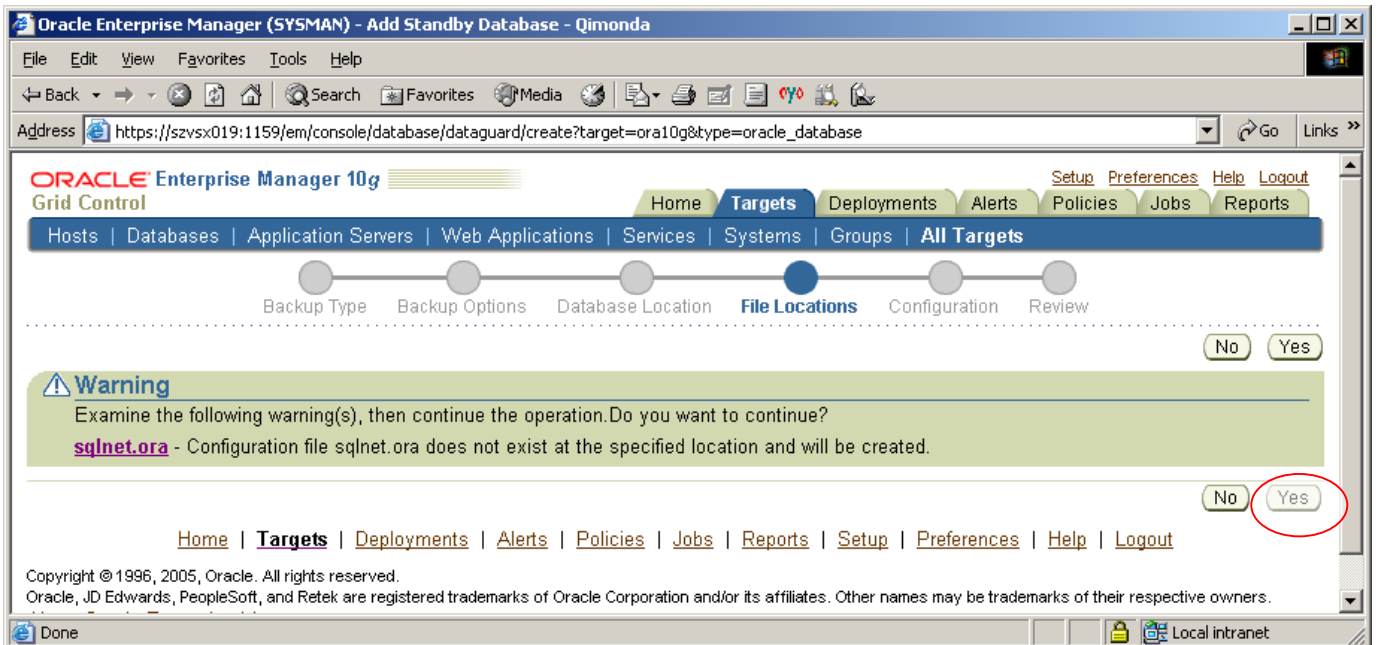 Oracle Enterprise Manager (SYSMAN) - Add Standby Database - Qimonda
File Edit View Favorites Tools Help
Back Search Favorites Media
Address https://szvsx019:1159/em/console/database/dataguard/create?target=ora10g&type=oracle_database Go Links »
ORACLE Enterprise Manager 10g
Setup Preferences Help Logout
Grid Control
Home Targets Deployments Alerts Policies Jobs Reports
Hosts | Databases | Application Servers | Web Applications | Services | Systems | Groups | All Targets
Backup Type Backup Options Database Location File Locations Configuration Review
No Yes
Warning
Examine the following warning(s), then continue the operation.Do you want to continue?
sqlnet.ora - Configuration file sqlnet.ora does not exist at the specified location and will be created.
No Yes
Home | Targets | Deployments | Alerts | Policies | Jobs | Reports | Setup | Preferences | Help | Logout
Copyright © 1996, 2005, Oracle. All rights reserved.
Oracle, JD Edwards, PeopleSoft, and Retek are registered trademarks of Oracle Corporation and/or its affiliates. Other names may be trademarks of their respective owners.
Done Local intranet